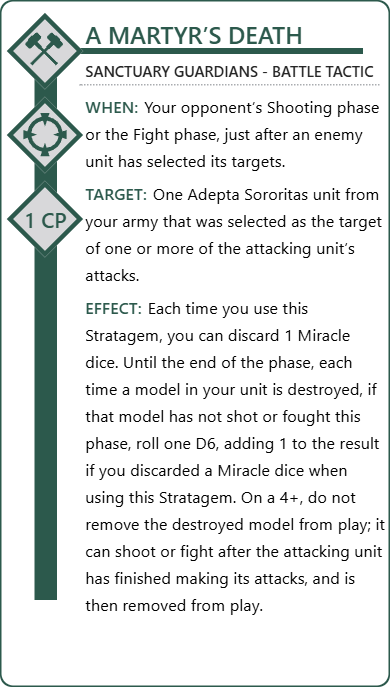 A MARTYR’S DEATH
SANCTUARY GUARDIANS - BATTLE TACTIC
WHEN: Your opponent’s Shooting phase
or the Fight phase, just after an enemy
unit has selected its targets.
TARGET: One Adepta Sororitas unit from
your army that was selected as the target
of one or more of the attacking unit’s
attacks.
1 CP
EFFECT: Each time you use this
Stratagem, you can discard 1 Miracle
dice. Until the end of the phase, each
time a model in your unit is destroyed, if
that model has not shot or fought this
phase, roll one D6, adding 1 to the result
if you discarded a Miracle dice when
using this Stratagem. On a 4+, do not
remove the destroyed model from play; it
can shoot or fight after the attacking unit
has finished making its attacks, and is
then removed from play.